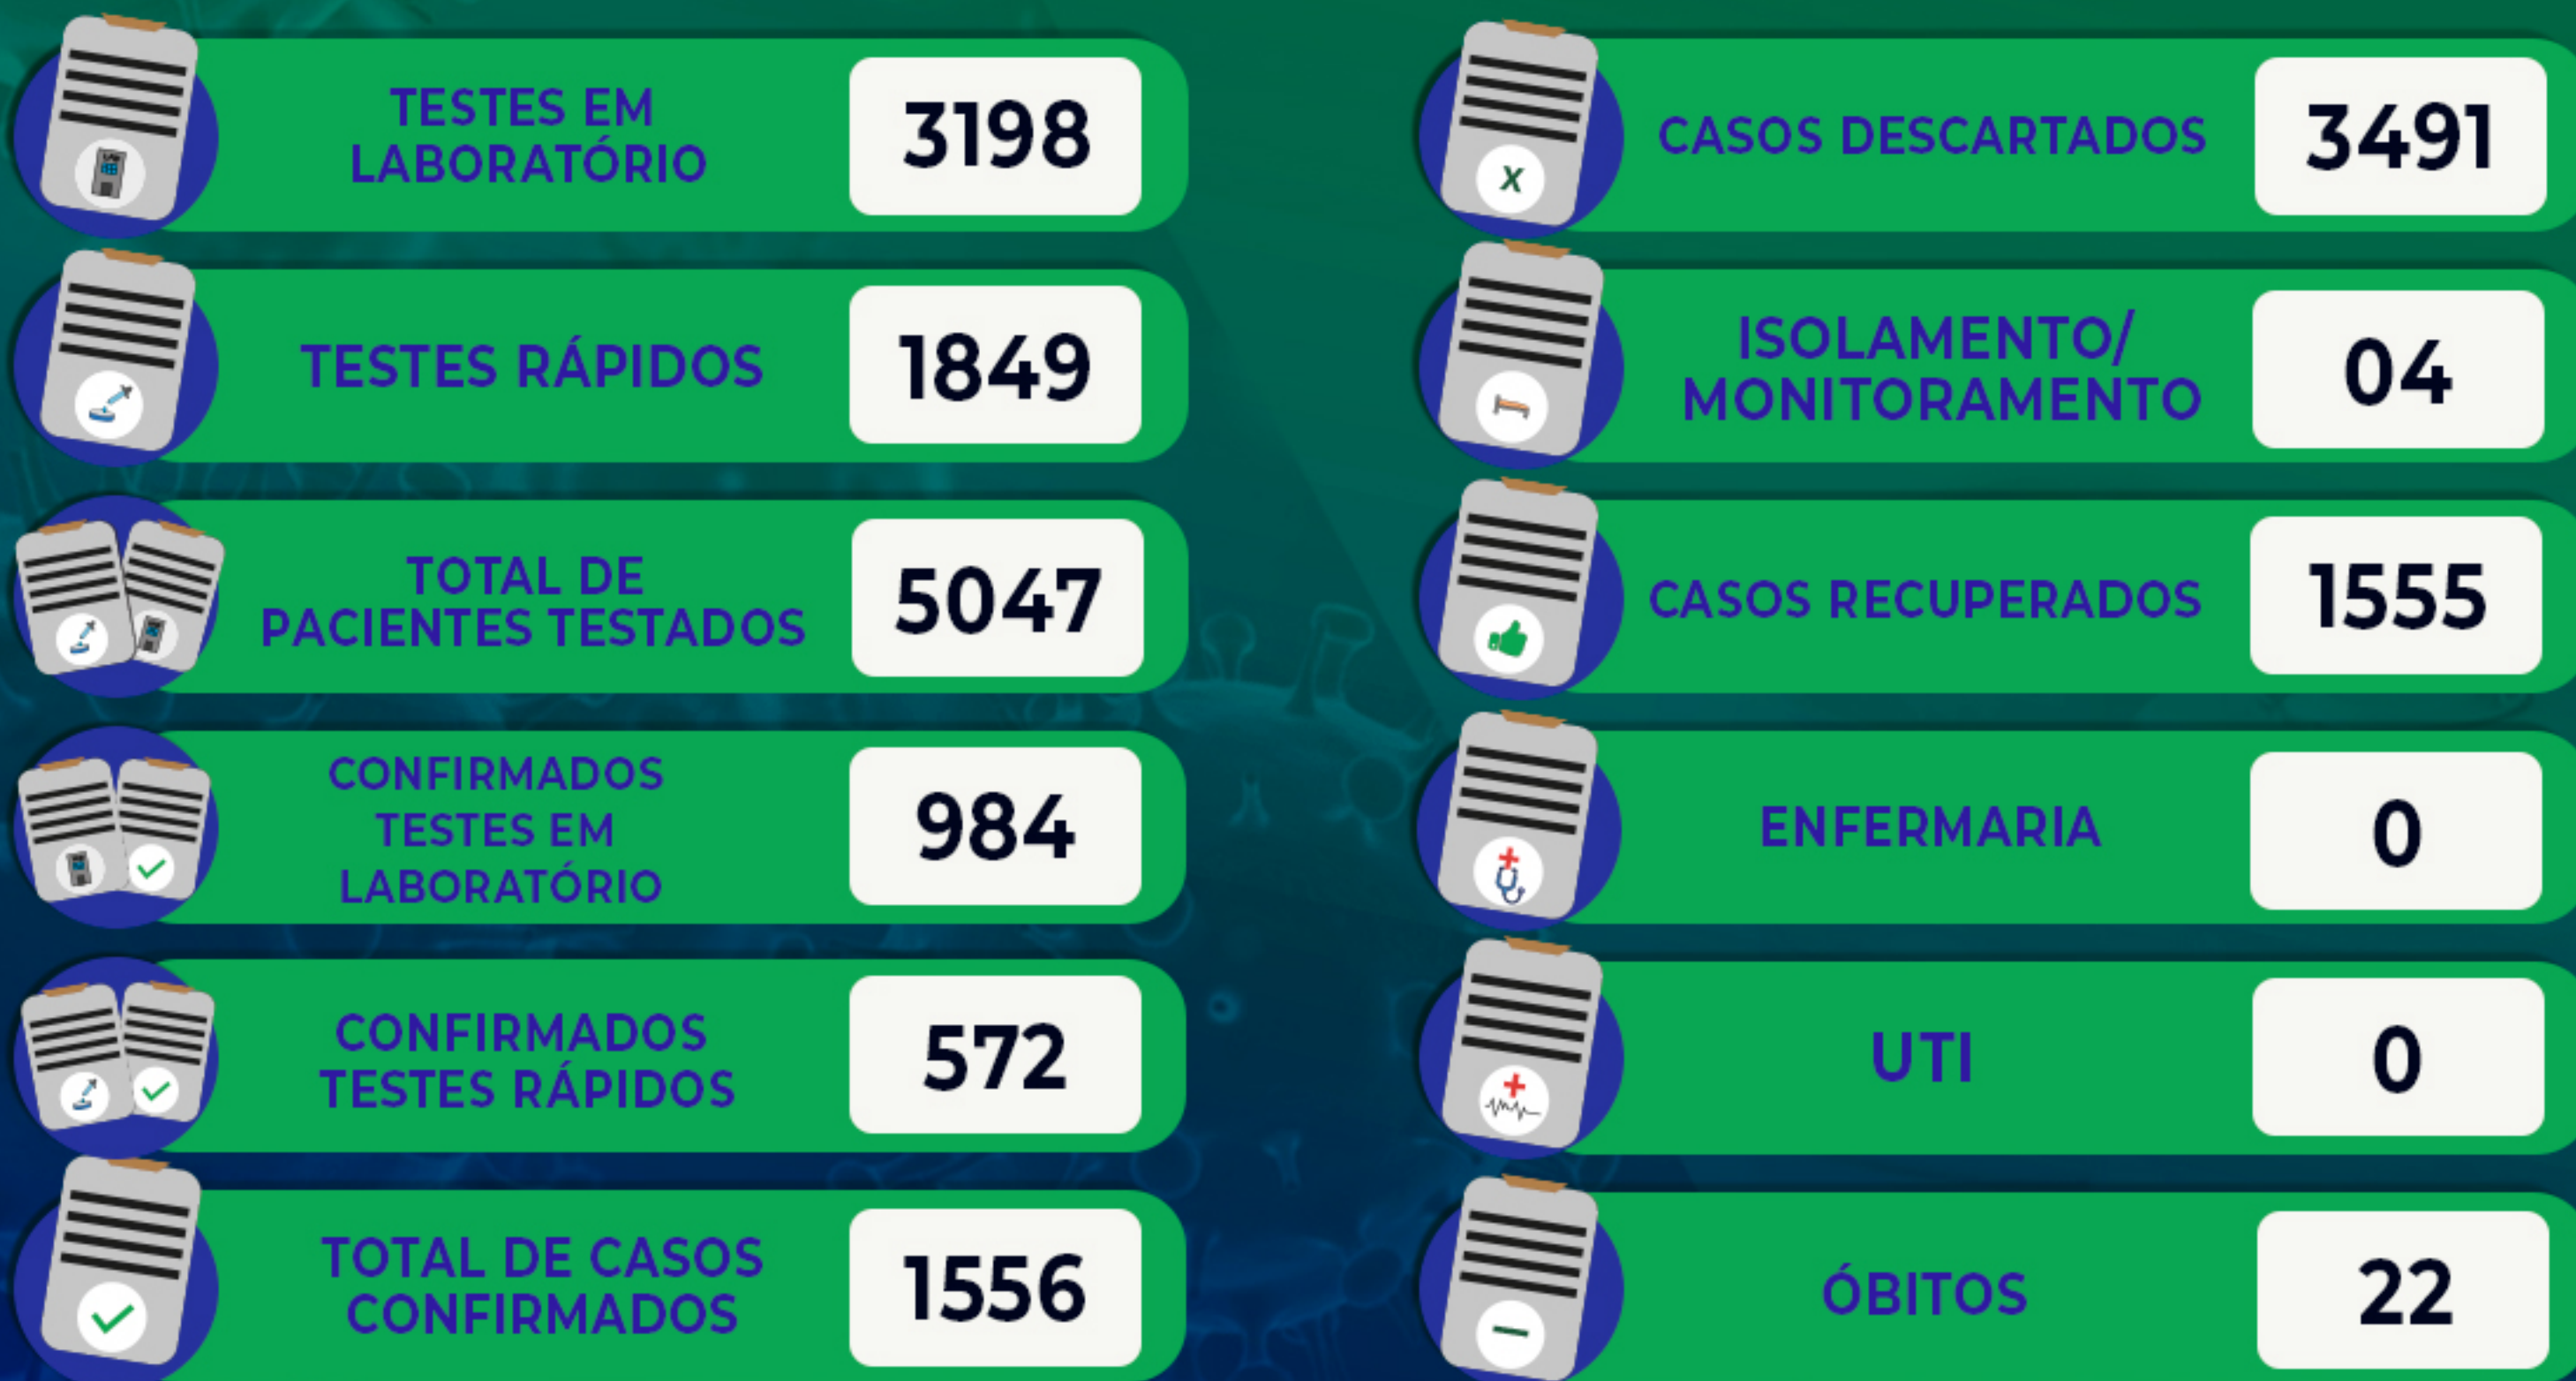 TESTES EM
LABORATÓRIO
3198
TESTES RÁPIDOS
1849
TOTAL DE
PACIENTES TESTADOS
5047
CONFIRMADOS
TESTES EM
LABORATÓRIO
984
CONFIRMADOS
TESTES RÁPIDOS
572
TOTAL DE CASOS
CONFIRMADOS
1556
CASOS DESCARTADOS
3491
ISOLAMENTO/
MONITORAMENTO
04
CASOS RECUPERADOS
1555
ENFERMARIA
0
UTI
0
ÓBITOS
22